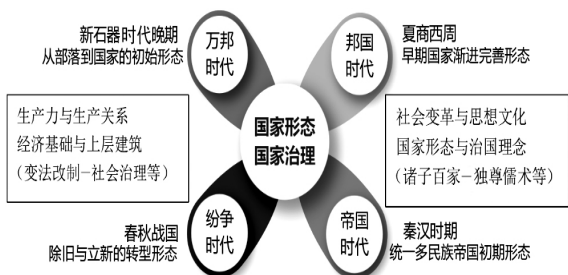 新石器时代晚期
从部落到国家的初始形态
万邦
时代
邦国
时代
夏商西周
早期国家渐进完善形态
生产力与生产关系
经济基础与上层建筑
（变法改制－社会治理等）
国家形态
国家治理
社会变革与思想文化
国家形态与治国理念
（诸子百家－独尊儒术等）
春秋战国
除旧与立新的转型形态
纷争
时代
帝国
时代
秦汉时期
统一多民族帝国初期形态